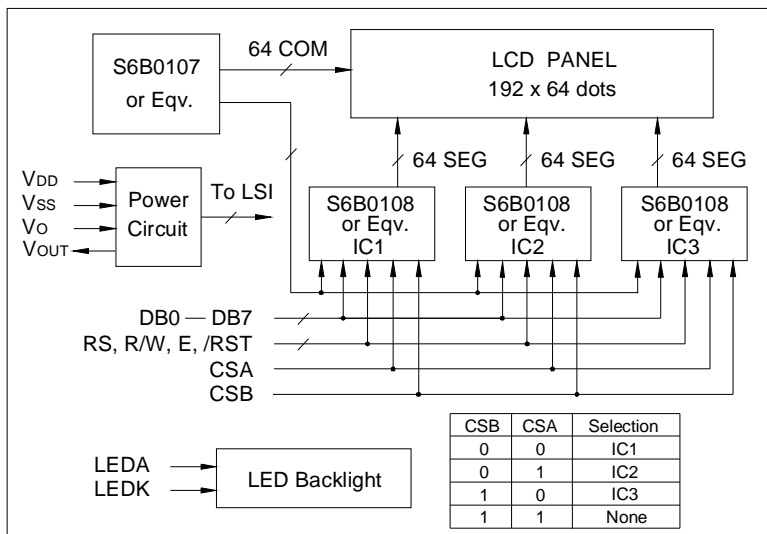 S6B0107
or Eqv.
64 COM
LCD PANEL
192 x 64 dots
64 SEG
64 SEG
64 SEG
VDD
VSS
VO
VOUT
Power
Circuit
To LSI
S6B0108
or Eqv.
IC1
S6B0108
or Eqv.
IC2
S6B0108
or Eqv.
IC3
DB0 — DB7
RS, R/W, E, /RST
CSA
CSB
LEDA
LEDK
LED Backlight
CSB CSA Selection
0 0 IC1
0 1 IC2
1 0 IC3
1 1 None